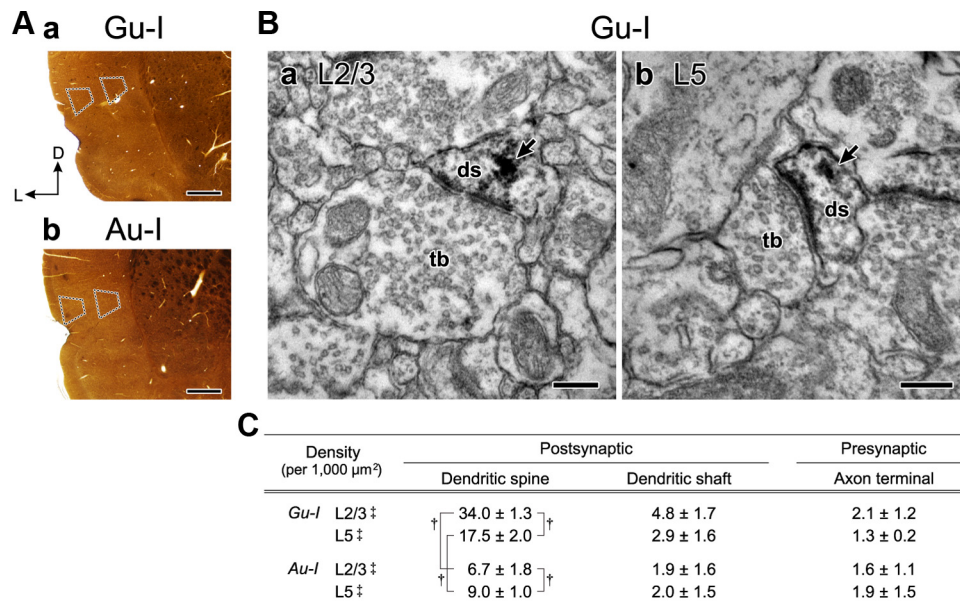 A
a Gu-I
D
L
b Au-I
B Gu-I
a L2/3
ds
tb
b L5
ds
tb
C
Density Postsynaptic Presynaptic
(per 1,000 µm²)
Dendritic spine Dendritic shaft Axon terminal
Gu-I L2/3 ‡ † 34.0 ± 1.3 † 4.8 ± 1.7 2.1 ± 1.2
L5 ‡ 17.5 ± 2.0 2.9 ± 1.6 1.3 ± 0.2
Au-I L2/3 ‡ † 6.7 ± 1.8 † 1.9 ± 1.6 1.6 ± 1.1
L5 ‡ 9.0 ± 1.0 2.0 ± 1.5 1.9 ± 1.5